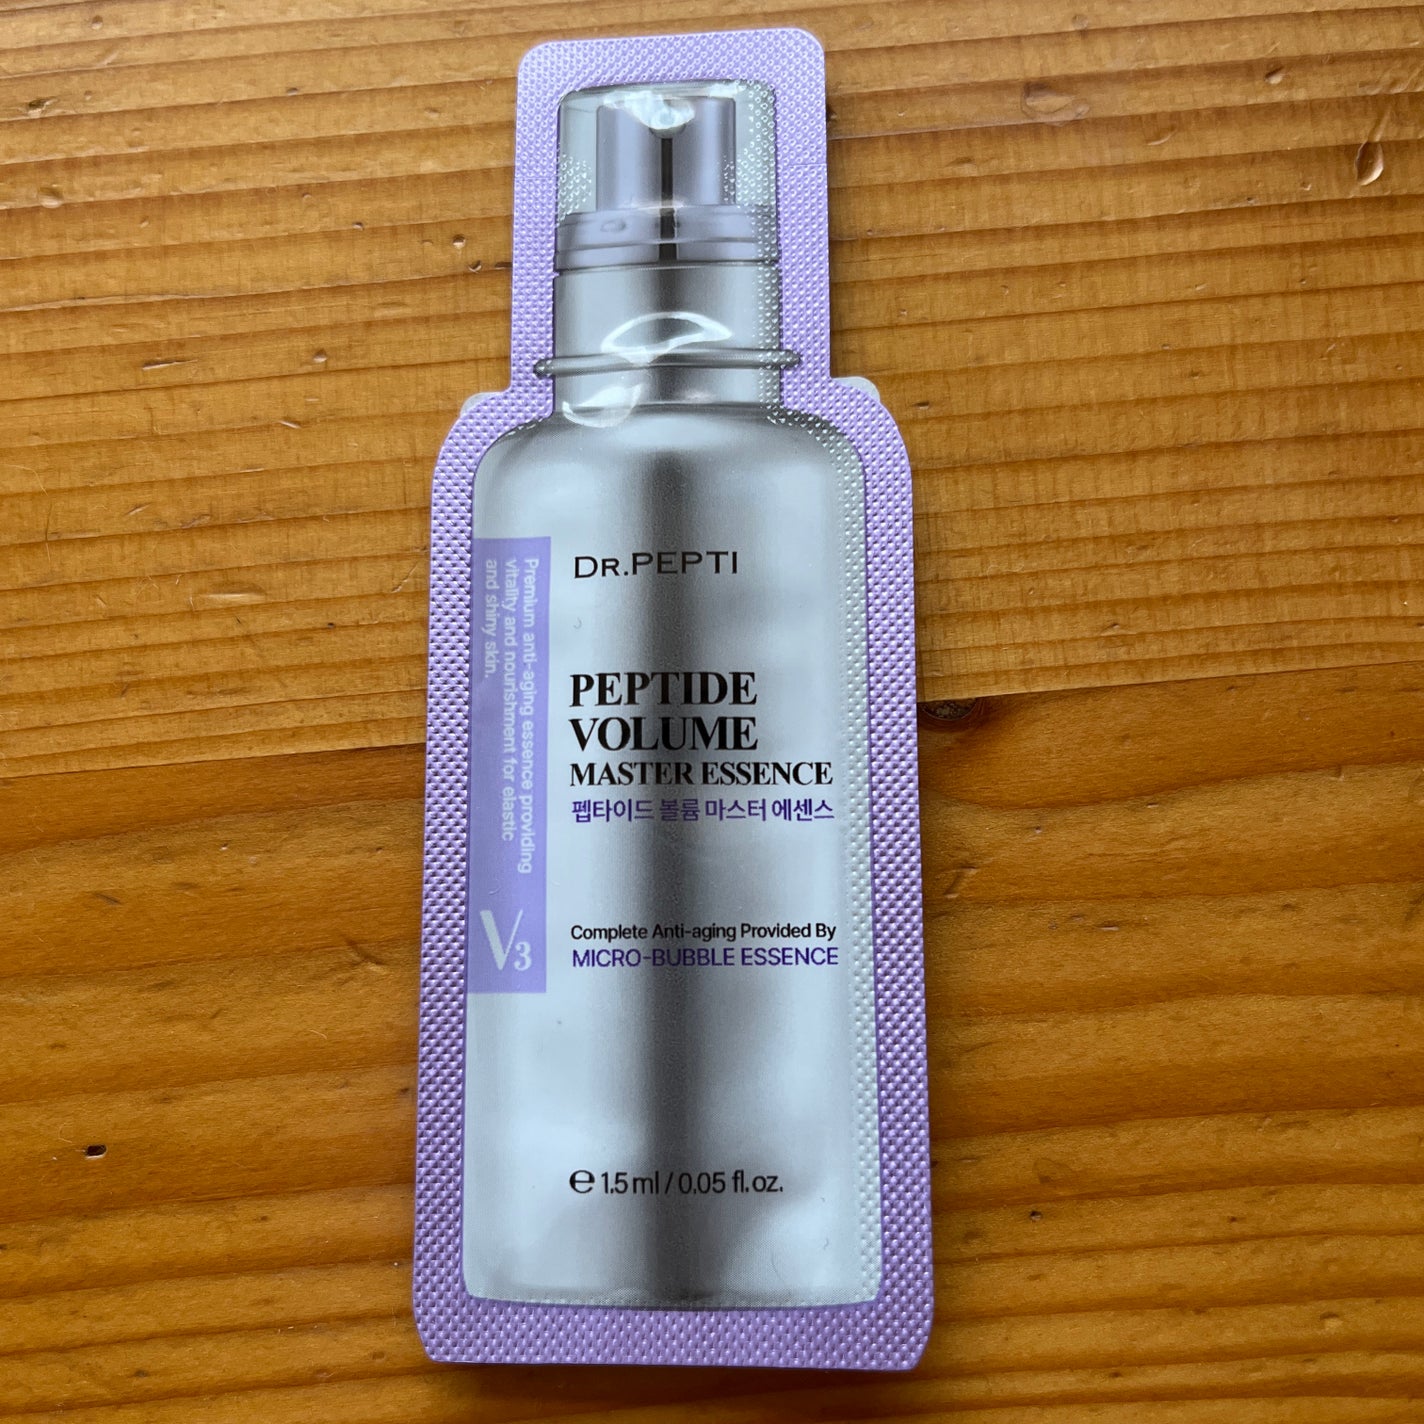 DR.PEPTI
PEPTIDE
VOLUME
MASTER ESSENCE
펩타이드 볼륨 마스터 에센스
Complete Anti-aging Provided By
MICRO-BUBBLE ESSENCE
Premium anti-aging essence providing
vitality and nourishment for elastic
and shiny skin.
V3
℮ 1.5 ml / 0.05 fl. oz.